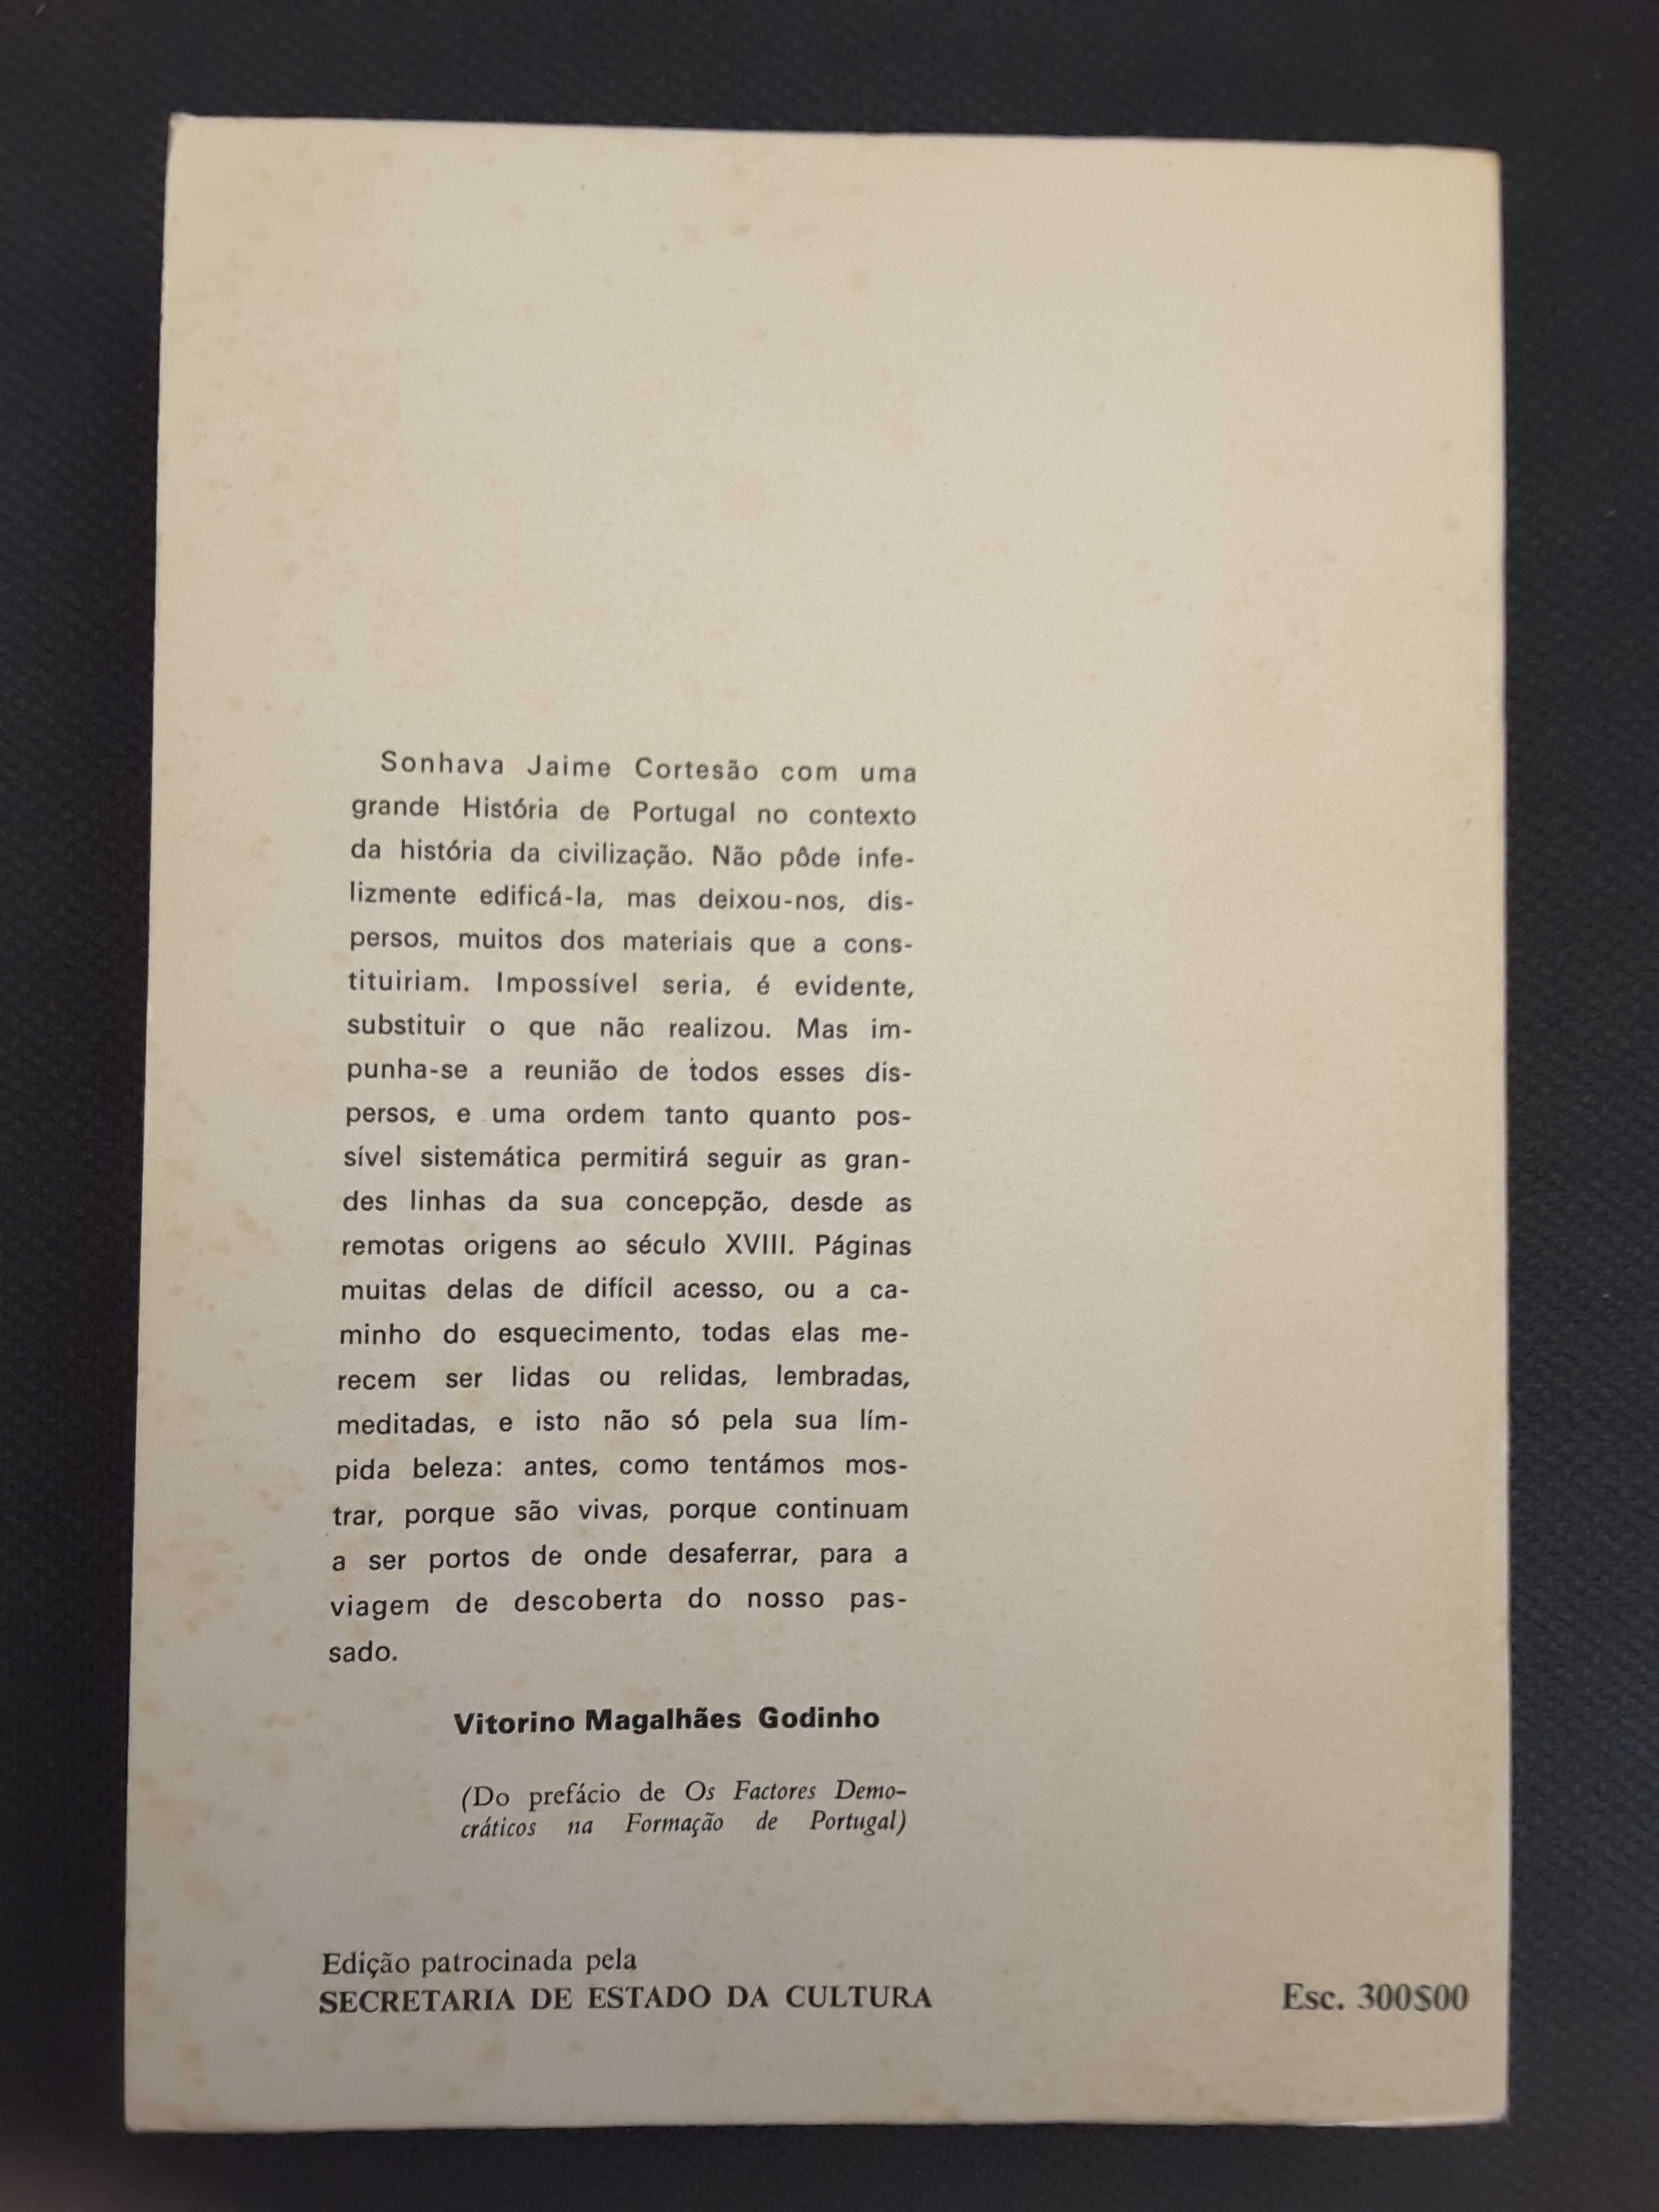 Sonhava Jaime Cortesão com uma
grande História de Portugal no contexto
da história da civilização. Não pôde infe-
lizmente edificá-la, mas deixou-nos, dis-
persos, muitos dos materiais que a cons-
tituiriam. Impossível seria, é evidente,
substituir o que não realizou. Mas im-
punha-se a reunião de todos esses dis-
persos, e uma ordem tanto quanto pos-
sível sistemática permitirá seguir as gran-
des linhas da sua concepção, desde as
remotas origens ao século XVIII. Páginas
muitas delas de difícil acesso, ou a ca-
minho do esquecimento, todas elas me-
recem ser lidas ou relidas, lembradas,
meditadas, e isto não só pela sua lím-
pida beleza: antes, como tentámos mos-
trar, porque são vivas, porque continuam
a ser portos de onde desaferrar, para a
viagem de descoberta do nosso pas-
sado.
Vitorino Magalhães Godinho
(Do prefácio de Os Factores Demo-
cráticos na Formação de Portugal)
Edição patrocinada pela
SECRETARIA DE ESTADO DA CULTURA
Esc. 300$00